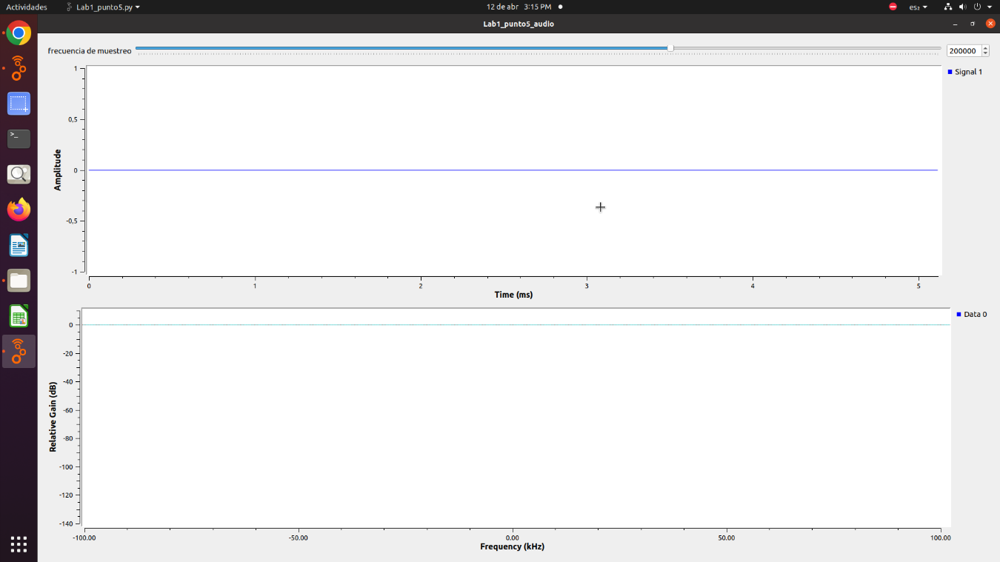 Actividades
Lab1_punto5.py
12 de abr 3:15 PM
es₂
Lab1_punto5_audio
frecuencia de muestreo
200000
Signal 1
1
0,5
0
-0,5
-1
Amplitude
0 1 2 3 4 5
Time (ms)
Data 0
0
-20
-40
-60
-80
-100
-120
-140
Relative Gain (dB)
-100.00 -50.00 0.00 50.00 100.00
Frequency (kHz)